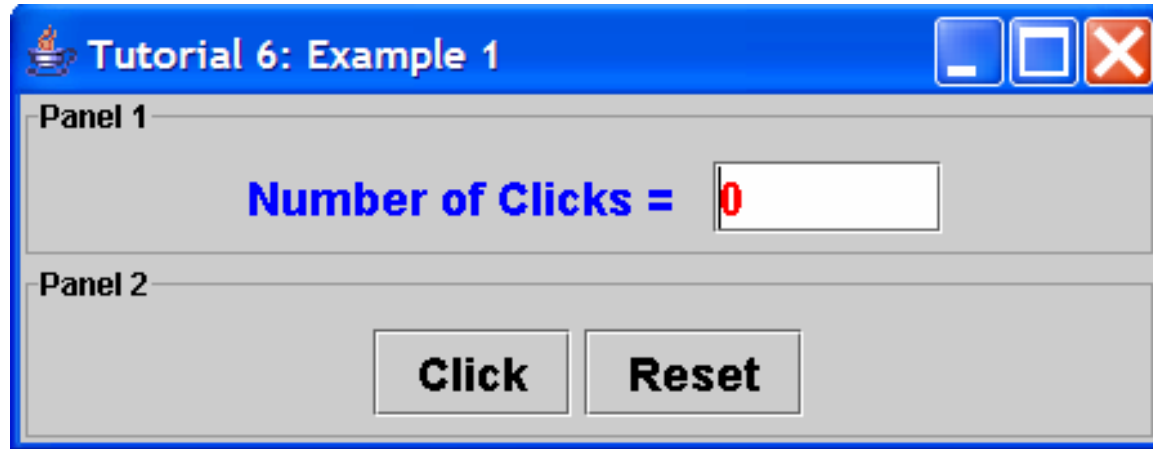 Tutorial 6: Example 1
Panel 1
Number of Clicks = 0
Panel 2
Click Reset